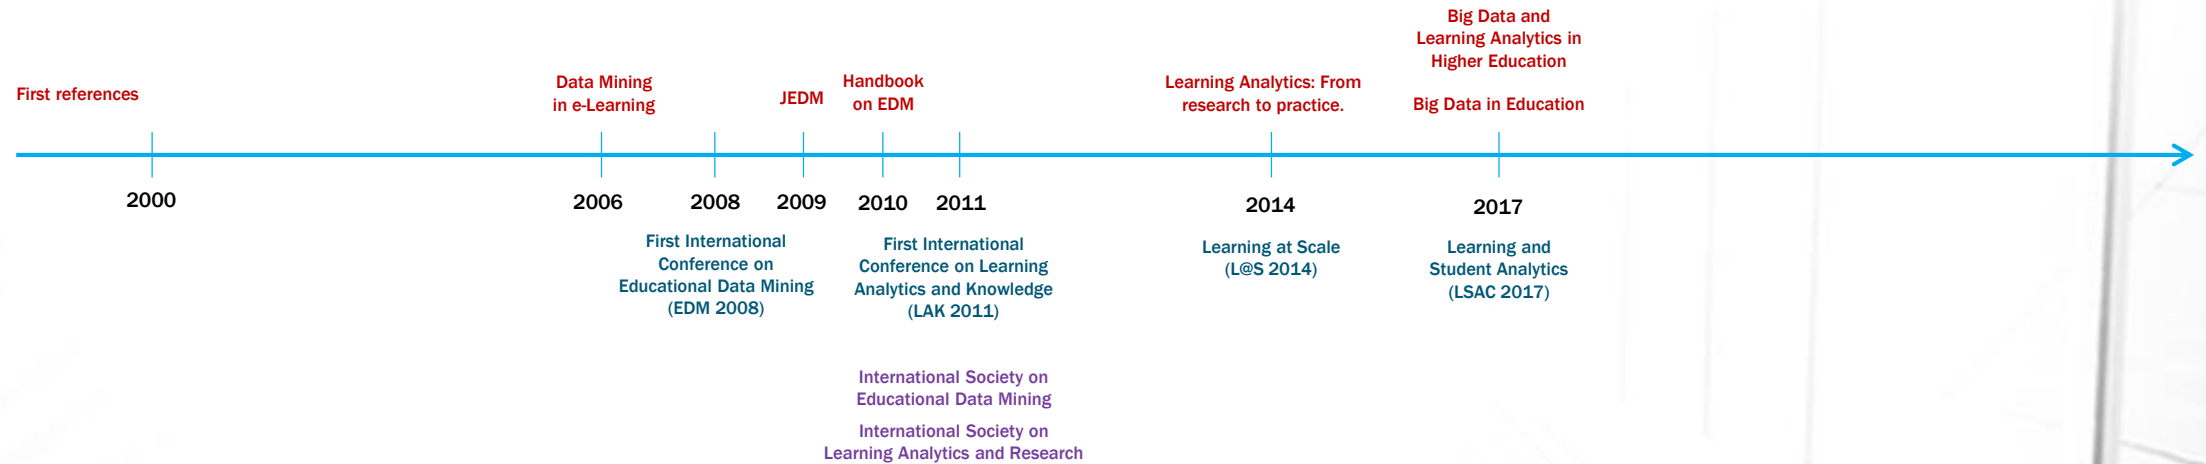 First references
Data Mining
in e-Learning
JEDM
Handbook
on EDM
Learning Analytics: From
research to practice.
Big Data and
Learning Analytics in
Higher Education
Big Data in Education
2000
2006
2008
2009
2010
2011
2014
2017
First International
Conference on
Educational Data Mining
(EDM 2008)
First International
Conference on Learning
Analytics and Knowledge
(LAK 2011)
Learning at Scale
(L@S 2014)
Learning and
Student Analytics
(LSAC 2017)
International Society on
Educational Data Mining
International Society on
Learning Analytics and Research